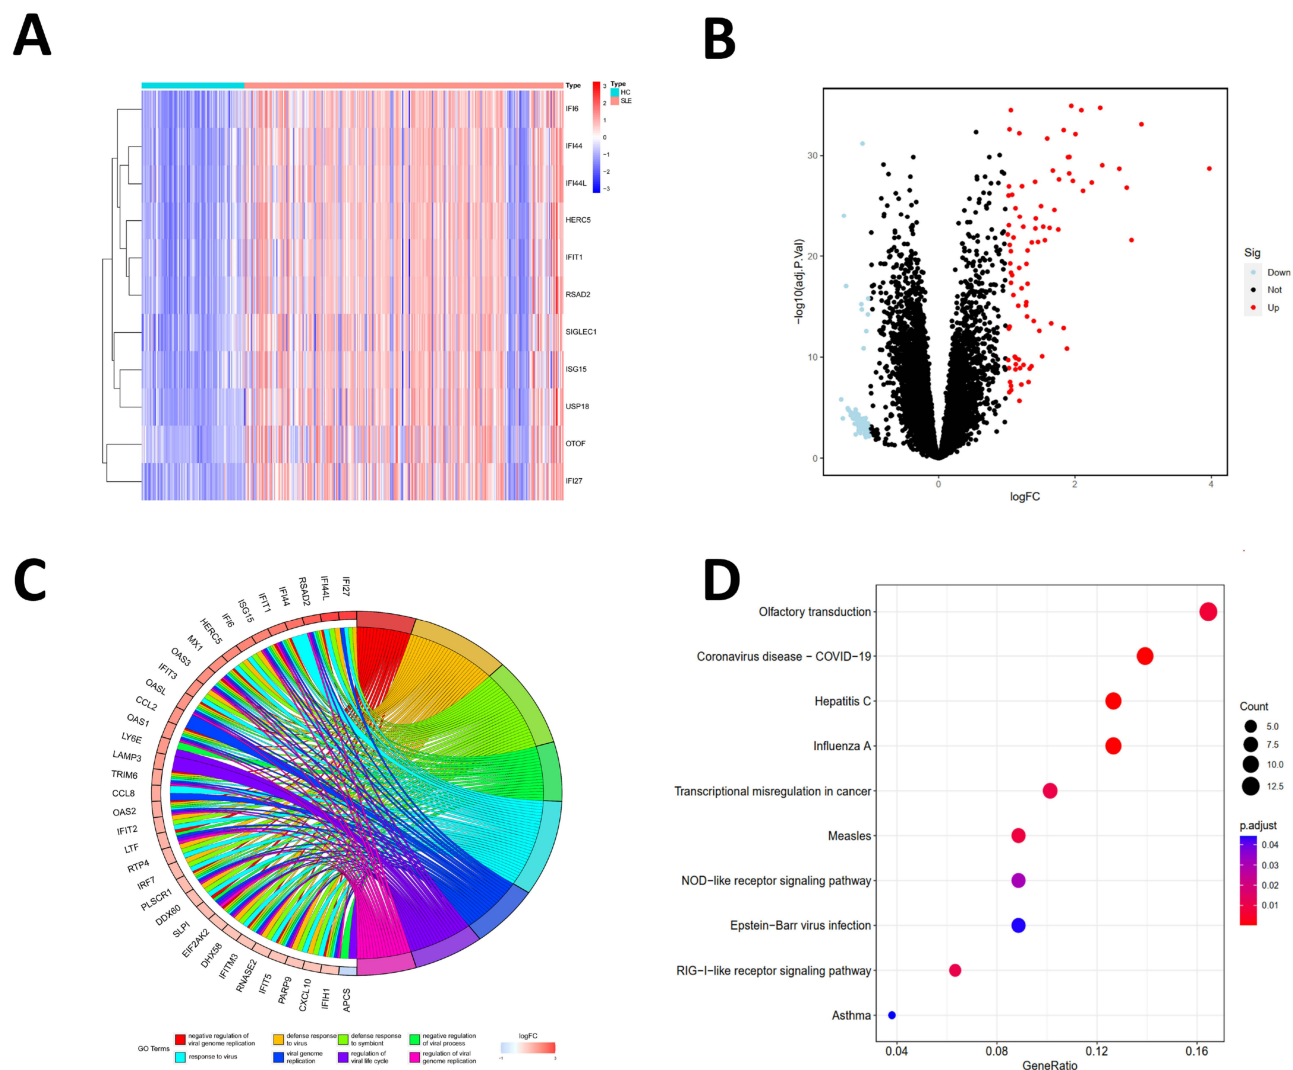 A
Type
3
2
1
0
−1
−2
−3
Type
HC
SLE
IFI6
IFI44
IFI44L
HERC5
IFIT1
RSAD2
SIGLEC1
ISG15
USP18
OTOF
IFI27
B
−log10(adj.P.Val)
30
20
10
0
0
2
4
logFC
Sig
Down
Not
Up
C
IFI27
IFI44L
RSAD2
IFI44
IFIT1
ISG15
IFI6
HERC5
MX1
OAS3
IFIT3
OASL
CCL2
OAS1
LY6E
LAMP3
TRIM6
CCL8
OAS2
IFIT2
LTF
RTP4
IRF7
PLSCR1
DDX60
SLPI
EIF2AK2
DHX58
IFITM3
RNASE2
IFIT5
PARP9
CXCL10
IFIH1
APCS
GO Terms
negative regulation of
viral genome replication
defense response
to virus
defense response
to symbiont
negative regulation
of viral process
response to virus
viral genome
replication
regulation of
viral life cycle
regulation of viral
genome replication
logFC
−1
3
D
Olfactory transduction
Coronavirus disease − COVID−19
Hepatitis C
Influenza A
Transcriptional misregulation in cancer
Measles
NOD−like receptor signaling pathway
Epstein−Barr virus infection
RIG−I−like receptor signaling pathway
Asthma
0.04
0.08
0.12
0.16
GeneRatio
Count
5.0
7.5
10.0
12.5
p.adjust
0.04
0.03
0.02
0.01